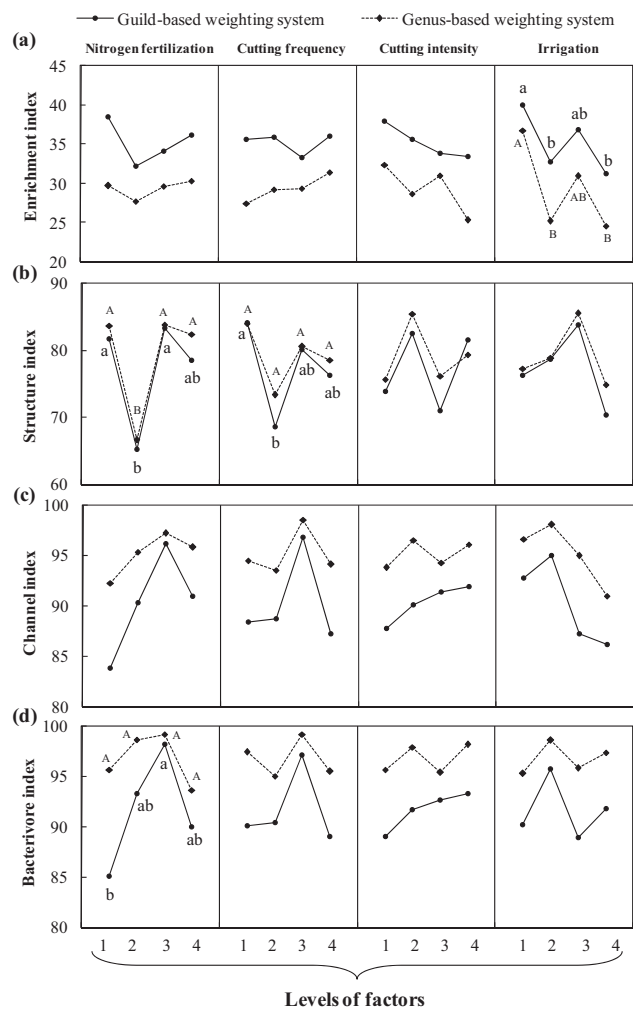 Guild-based weighting system Genus-based weighting system
(a) Nitrogen fertilization Cutting frequency Cutting intensity Irrigation
Enrichment index
45
40
35
30
25
20
a
A
b
B
ab
AB
b
B
(b)
Structure index
90
80
70
60
A
a
B
b
A
a
A
ab
A
a
A
b
A
ab
A
ab
(c)
Channel index
100
95
90
85
80
(d)
Bacterivore index
100
95
90
85
80
A
b
A
ab
A
a
A
ab
1 2 3 4 1 2 3 4 1 2 3 4 1 2 3 4
Levels of factors